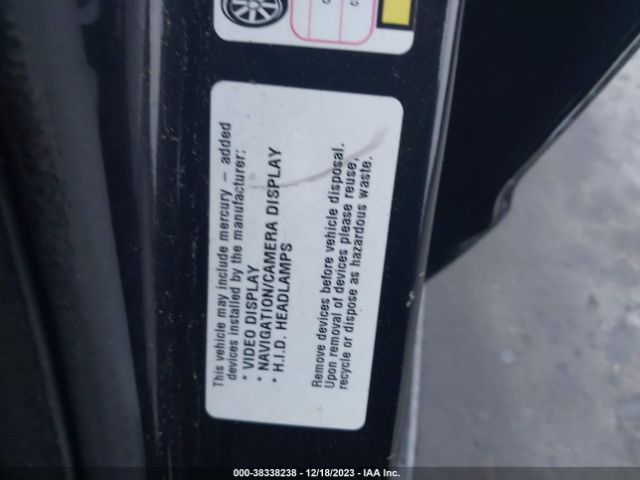 This vehicle may include mercury – added
devices installed by the manufacturer:
* VIDEO DISPLAY
* NAVIGATION/CAMERA DISPLAY
* H.I.D. HEADLAMPS
Remove devices before vehicle disposal.
Upon removal of devices please reuse,
recycle or dispose as hazardous waste.
000-38338238 - 12/18/2023 - IAA Inc.